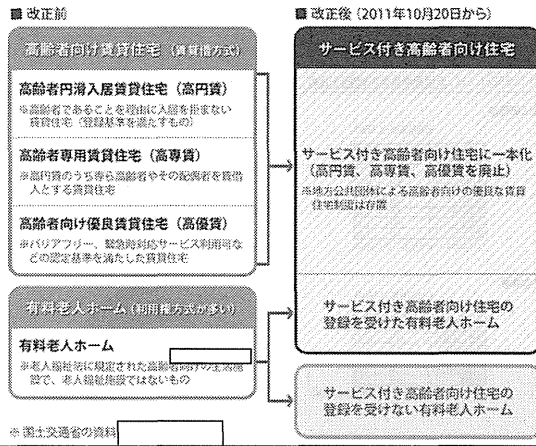 ■ 改正前
高齢者向け賃貸住宅（賃貸借方式）
高齢者円滑入居賃貸住宅（高円賃）
※高齢者であることを理由に入居を拒まない
賃貸住宅（登録基準を満たすもの）
高齢者専用賃貸住宅（高専賃）
※高円賃のうち専ら高齢者やその配偶者を賃借
人とする賃貸住宅
高齢者向け優良賃貸住宅（高優賃）
※バリアフリー、緊急時対応サービス利用可な
どの認定基準を満たした賃貸住宅
有料老人ホーム（利用権方式が多い）
有料老人ホーム
※老人福祉法に規定された高齢者向けの生活施
設で、老人福祉施設ではないもの
※ 国土交通省の資料
■ 改正後（2011年10月20日から）
サービス付き高齢者向け住宅
サービス付き高齢者向け住宅に一本化
（高円賃、高専賃、高優賃を廃止）
※地方公共団体による高齢者向けの優良な賃貸
住宅制度は存置
サービス付き高齢者向け住宅の
登録を受けた有料老人ホーム
サービス付き高齢者向け住宅の
登録を受けない有料老人ホーム